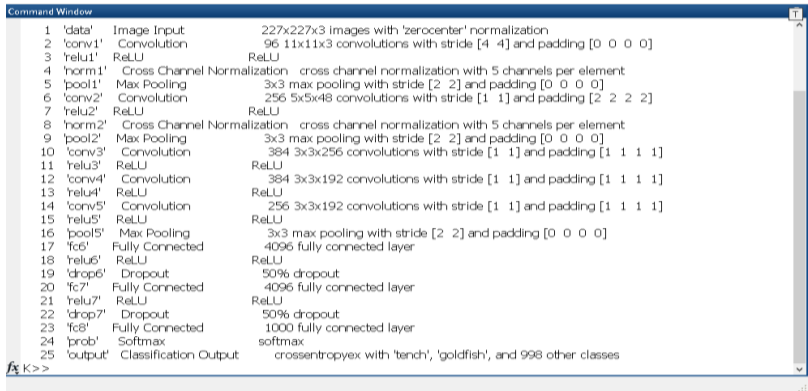 Command Window
1 'data' Image Input 227x227x3 images with 'zerocenter' normalization
2 'conv1' Convolution 96 11x11x3 convolutions with stride [4 4] and padding [0 0 0 0]
3 'relu1' ReLU ReLU
4 'norm1' Cross Channel Normalization cross channel normalization with 5 channels per element
5 'pool1' Max Pooling 3x3 max pooling with stride [2 2] and padding [0 0 0 0]
6 'conv2' Convolution 256 5x5x48 convolutions with stride [1 1] and padding [2 2 2 2]
7 'relu2' ReLU ReLU
8 'norm2' Cross Channel Normalization cross channel normalization with 5 channels per element
9 'pool2' Max Pooling 3x3 max pooling with stride [2 2] and padding [0 0 0 0]
10 'conv3' Convolution 384 3x3x256 convolutions with stride [1 1] and padding [1 1 1 1]
11 'relu3' ReLU ReLU
12 'conv4' Convolution 384 3x3x192 convolutions with stride [1 1] and padding [1 1 1 1]
13 'relu4' ReLU ReLU
14 'conv5' Convolution 256 3x3x192 convolutions with stride [1 1] and padding [1 1 1 1]
15 'relu5' ReLU ReLU
16 'pool5' Max Pooling 3x3 max pooling with stride [2 2] and padding [0 0 0 0]
17 'fc6' Fully Connected 4096 fully connected layer
18 'relu6' ReLU ReLU
19 'drop6' Dropout 50% dropout
20 'fc7' Fully Connected 4096 fully connected layer
21 'relu7' ReLU ReLU
22 'drop7' Dropout 50% dropout
23 'fc8' Fully Connected 1000 fully connected layer
24 'prob' Softmax softmax
25 'output' Classification Output crossentropyex with 'tench', 'goldfish', and 998 other classes
fx K>>